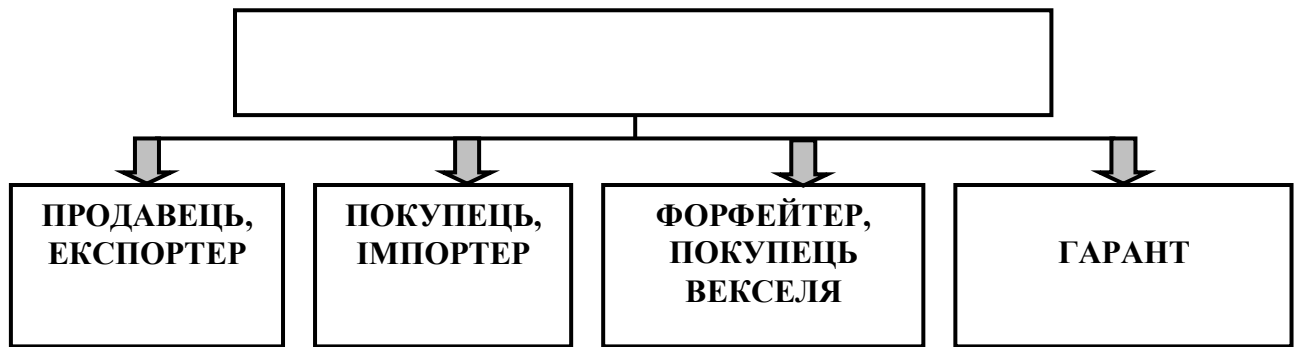 ПРОДАВЕЦЬ,
ЕКСПОРТЕР
ПОКУПЕЦЬ,
ІМПОРТЕР
ФОРФЕЙТЕР,
ПОКУПЕЦЬ
ВЕКСЕЛЯ
ГАРАНТ